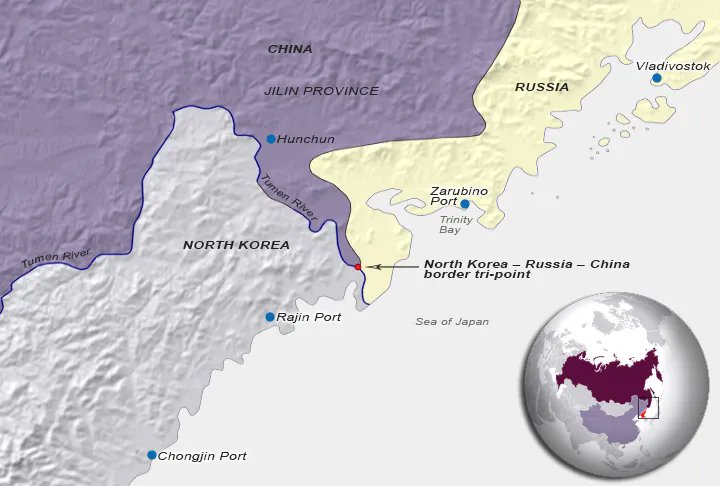 CHINA
JILIN PROVINCE
Vladivostok
RUSSIA
Hunchun
Tumen River
Zarubino
Port
Trinity
Bay
Tumen River
NORTH KOREA
North Korea – Russia – China
border tri-point
Rajin Port
Sea of Japan
Chongjin Port